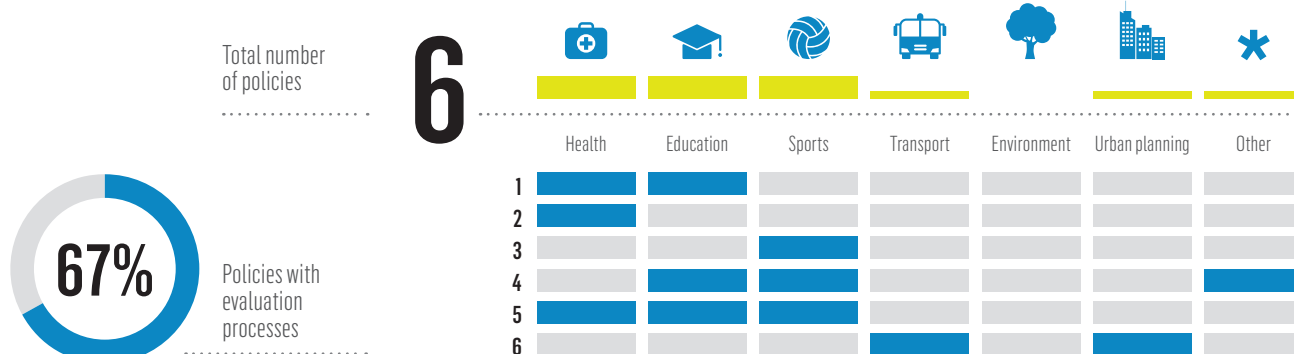 Total number
of policies
6
Health Education Sports Transport Environment Urban planning Other
1
2
3
4
5
6
67%
Policies with
evaluation
processes